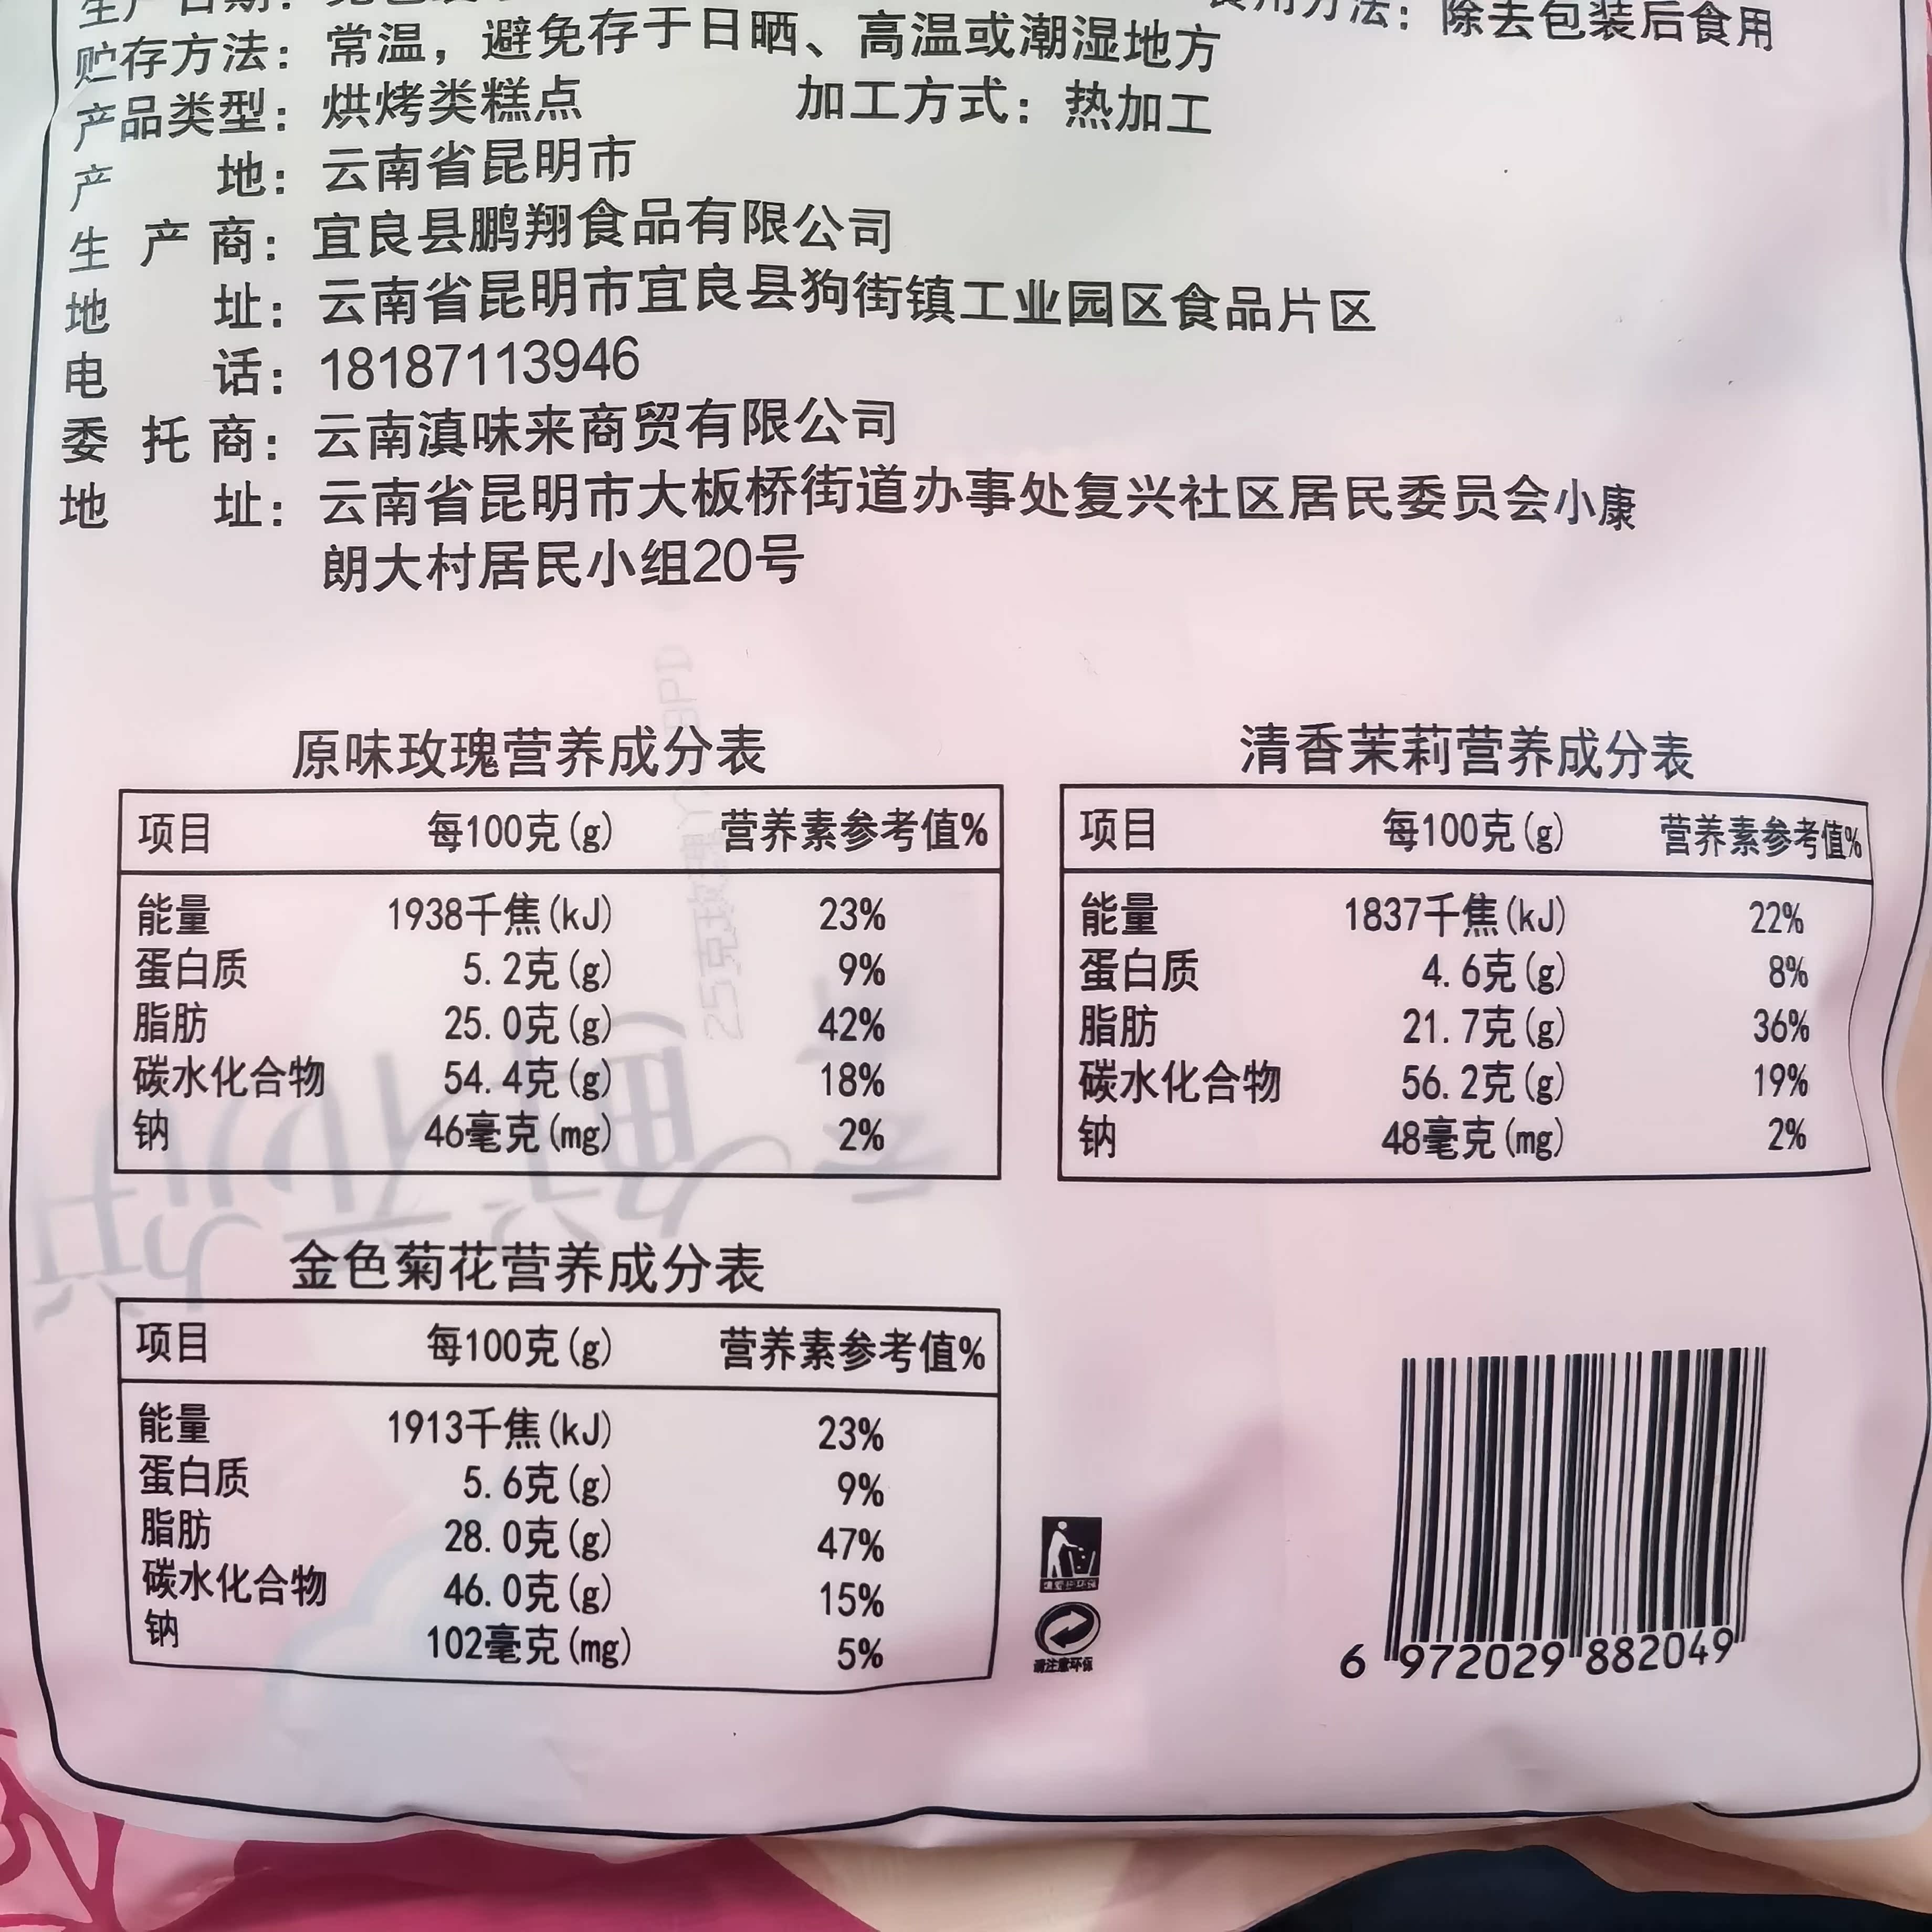 食用方法：除去包装后食用
贮存方法：常温，避免存于日晒、高温或潮湿地方
产品类型：烘烤类糕点 加工方式：热加工
产 地：云南省昆明市
生产商：宜良县鹏翔食品有限公司
地 址：云南省昆明市宜良县狗街镇工业园区食品片区
电 话：18187113946
委托商：云南滇味来商贸有限公司
地 址：云南省昆明市大板桥街道办事处复兴社区居民委员会小康
朗大村居民小组20号
原味玫瑰营养成分表
项目 每100克(g) 营养素参考值%
能量 1938千焦(kJ) 23%
蛋白质 5.2克(g) 9%
脂肪 25.0克(g) 42%
碳水化合物 54.4克(g) 18%
钠 46毫克(mg) 2%
清香茉莉营养成分表
项目 每100克(g) 营养素参考值%
能量 1837千焦(kJ) 22%
蛋白质 4.6克(g) 8%
脂肪 21.7克(g) 36%
碳水化合物 56.2克(g) 19%
钠 48毫克(mg) 2%
金色菊花营养成分表
项目 每100克(g) 营养素参考值%
能量 1913千焦(kJ) 23%
蛋白质 5.6克(g) 9%
脂肪 28.0克(g) 47%
碳水化合物 46.0克(g) 15%
钠 102毫克(mg) 5%
请注意环保
6 972029 882049